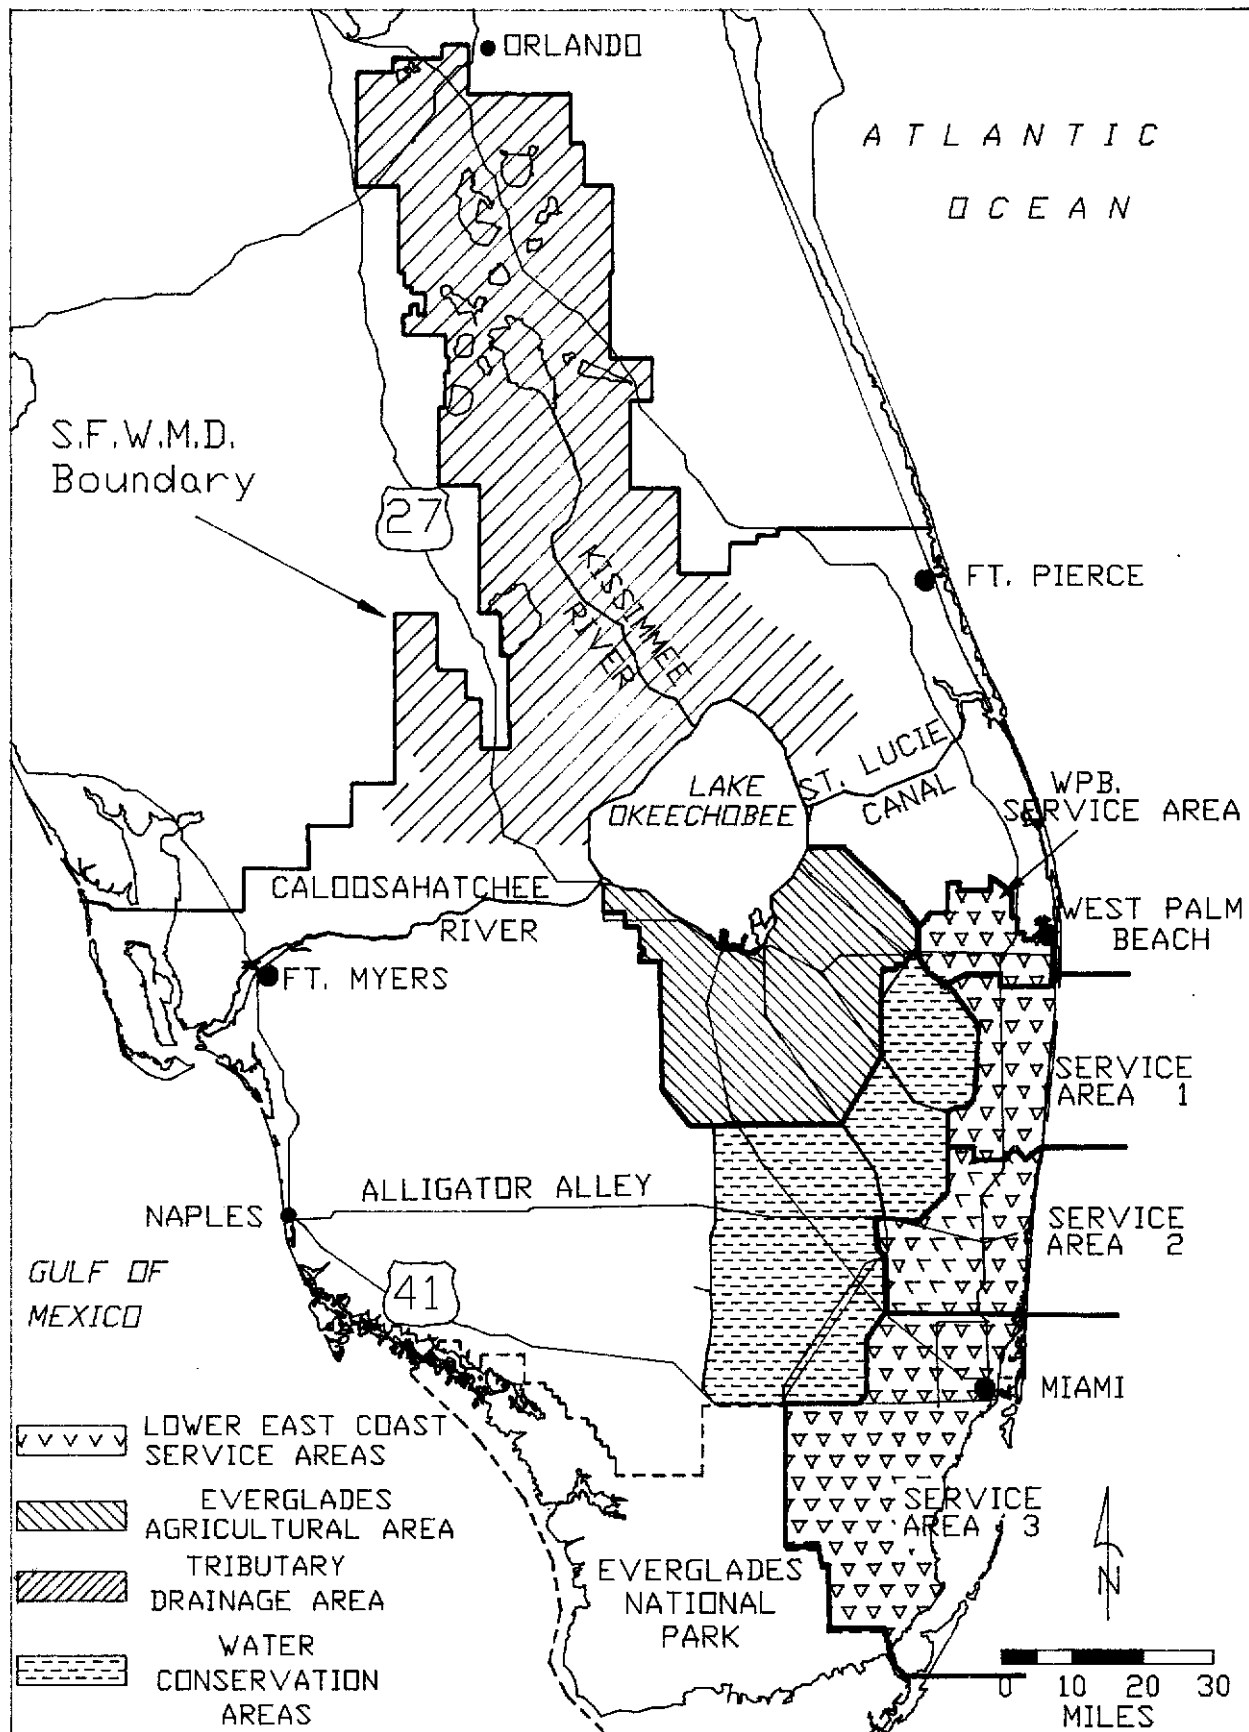 ORLANDO
ATLANTIC
OCEAN
S.F.W.M.D.
Boundary
27
FT. PIERCE
KISSIMMEE
RIVER
ST. LUCIE
CANAL
LAKE
OKEECHOBEE
WPB.
SERVICE AREA
CALOOSAHATCHEE
RIVER
WEST PALM
BEACH
FT. MYERS
SERVICE
AREA 1
ALLIGATOR ALLEY
NAPLES
SERVICE
AREA 2
GULF OF
MEXICO
41
MIAMI
LOWER EAST COAST
SERVICE AREAS
EVERGLADES
AGRICULTURAL AREA
TRIBUTARY
DRAINAGE AREA
WATER
CONSERVATION
AREAS
SERVICE
AREA 3
EVERGLADES
NATIONAL
PARK
N
0 10 20 30
MILES